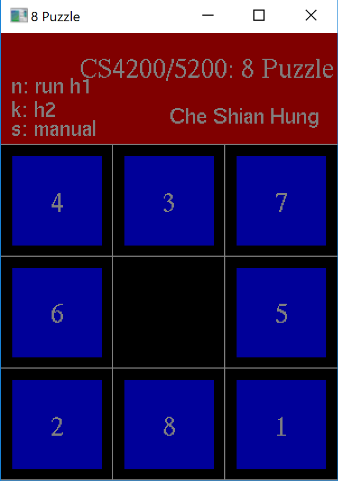 8 Puzzle
CS4200/5200: 8 Puzzle
n: run h1
k: h2
Che Shian Hung
s: manual
4 3 7
6 5
2 8 1